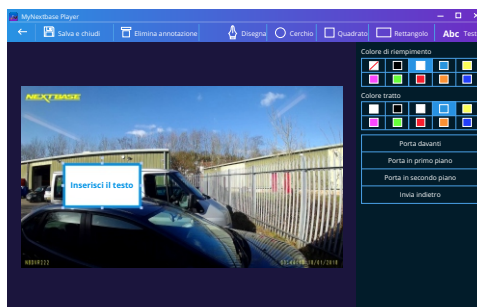 MyNextbase Player
Salva e chiudi
Elimina annotazione
Disegna
Cerchio
Quadrato
Rettangolo
Abc Test
Colore di riempimento
Colore tratto
Porta davanti
Porta in primo piano
Porta in secondo piano
Invia indietro
NEXTBASE
Inserisci il testo
NBDVR222